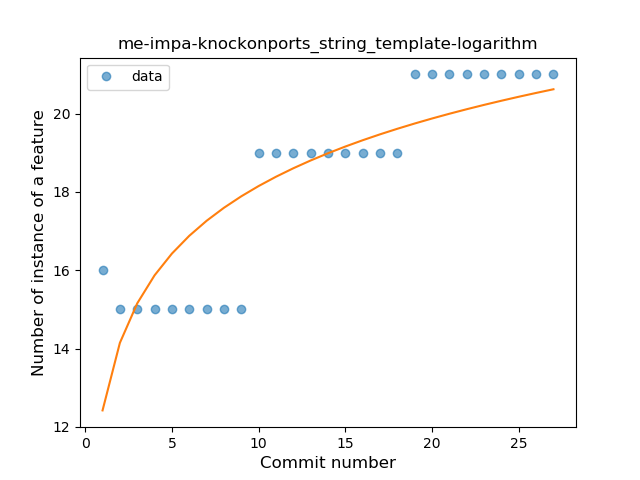 me-impa-knockonports_string_template-logarithm
data
Number of instance of a feature
20
18
16
14
12
0 5 10 15 20 25
Commit number